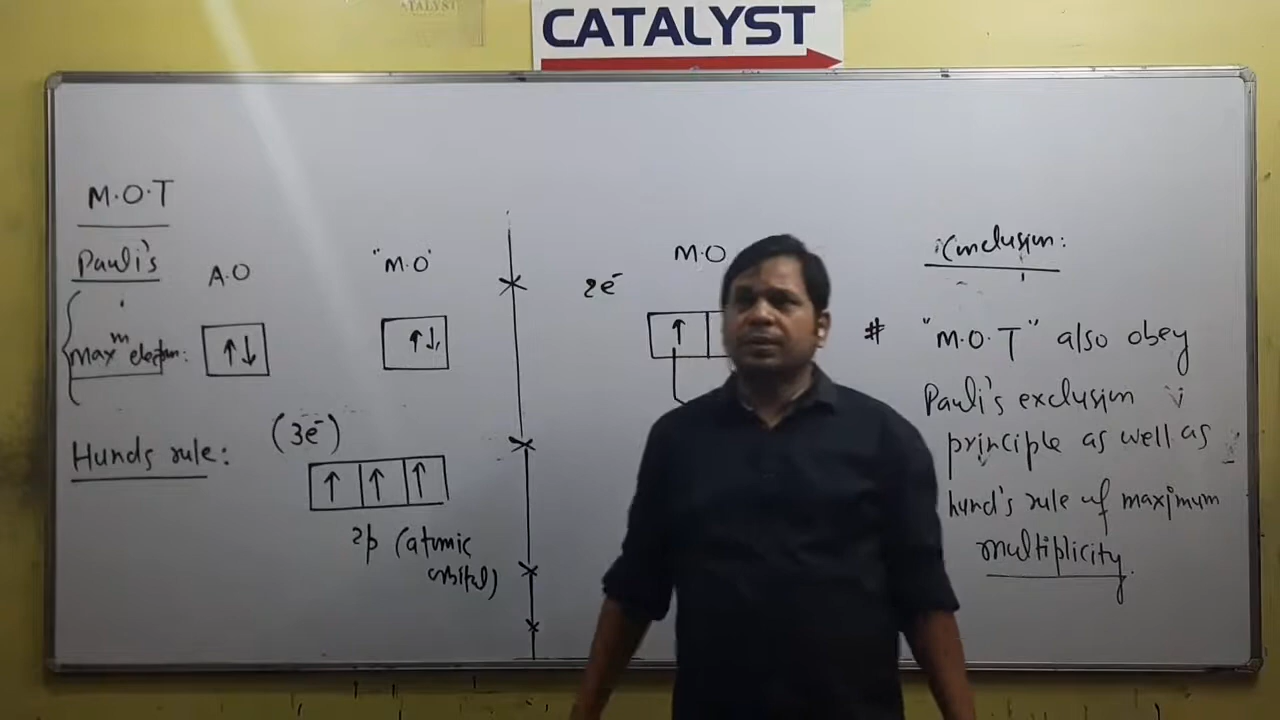 ATALYST
CATALYST
M.O.T
Pauli's
A.O
"M.O"
max^m electron:
↑↓
↑↓
Hunds rule:
(3e⁻)
↑ ↑ ↑
2p (atomic
orbital)
M.O
2e⁻
↑
Conclusion:
# "M.O.T" also obey
Pauli's exclusion
principle as well as
hund's rule of maximum
multiplicity.